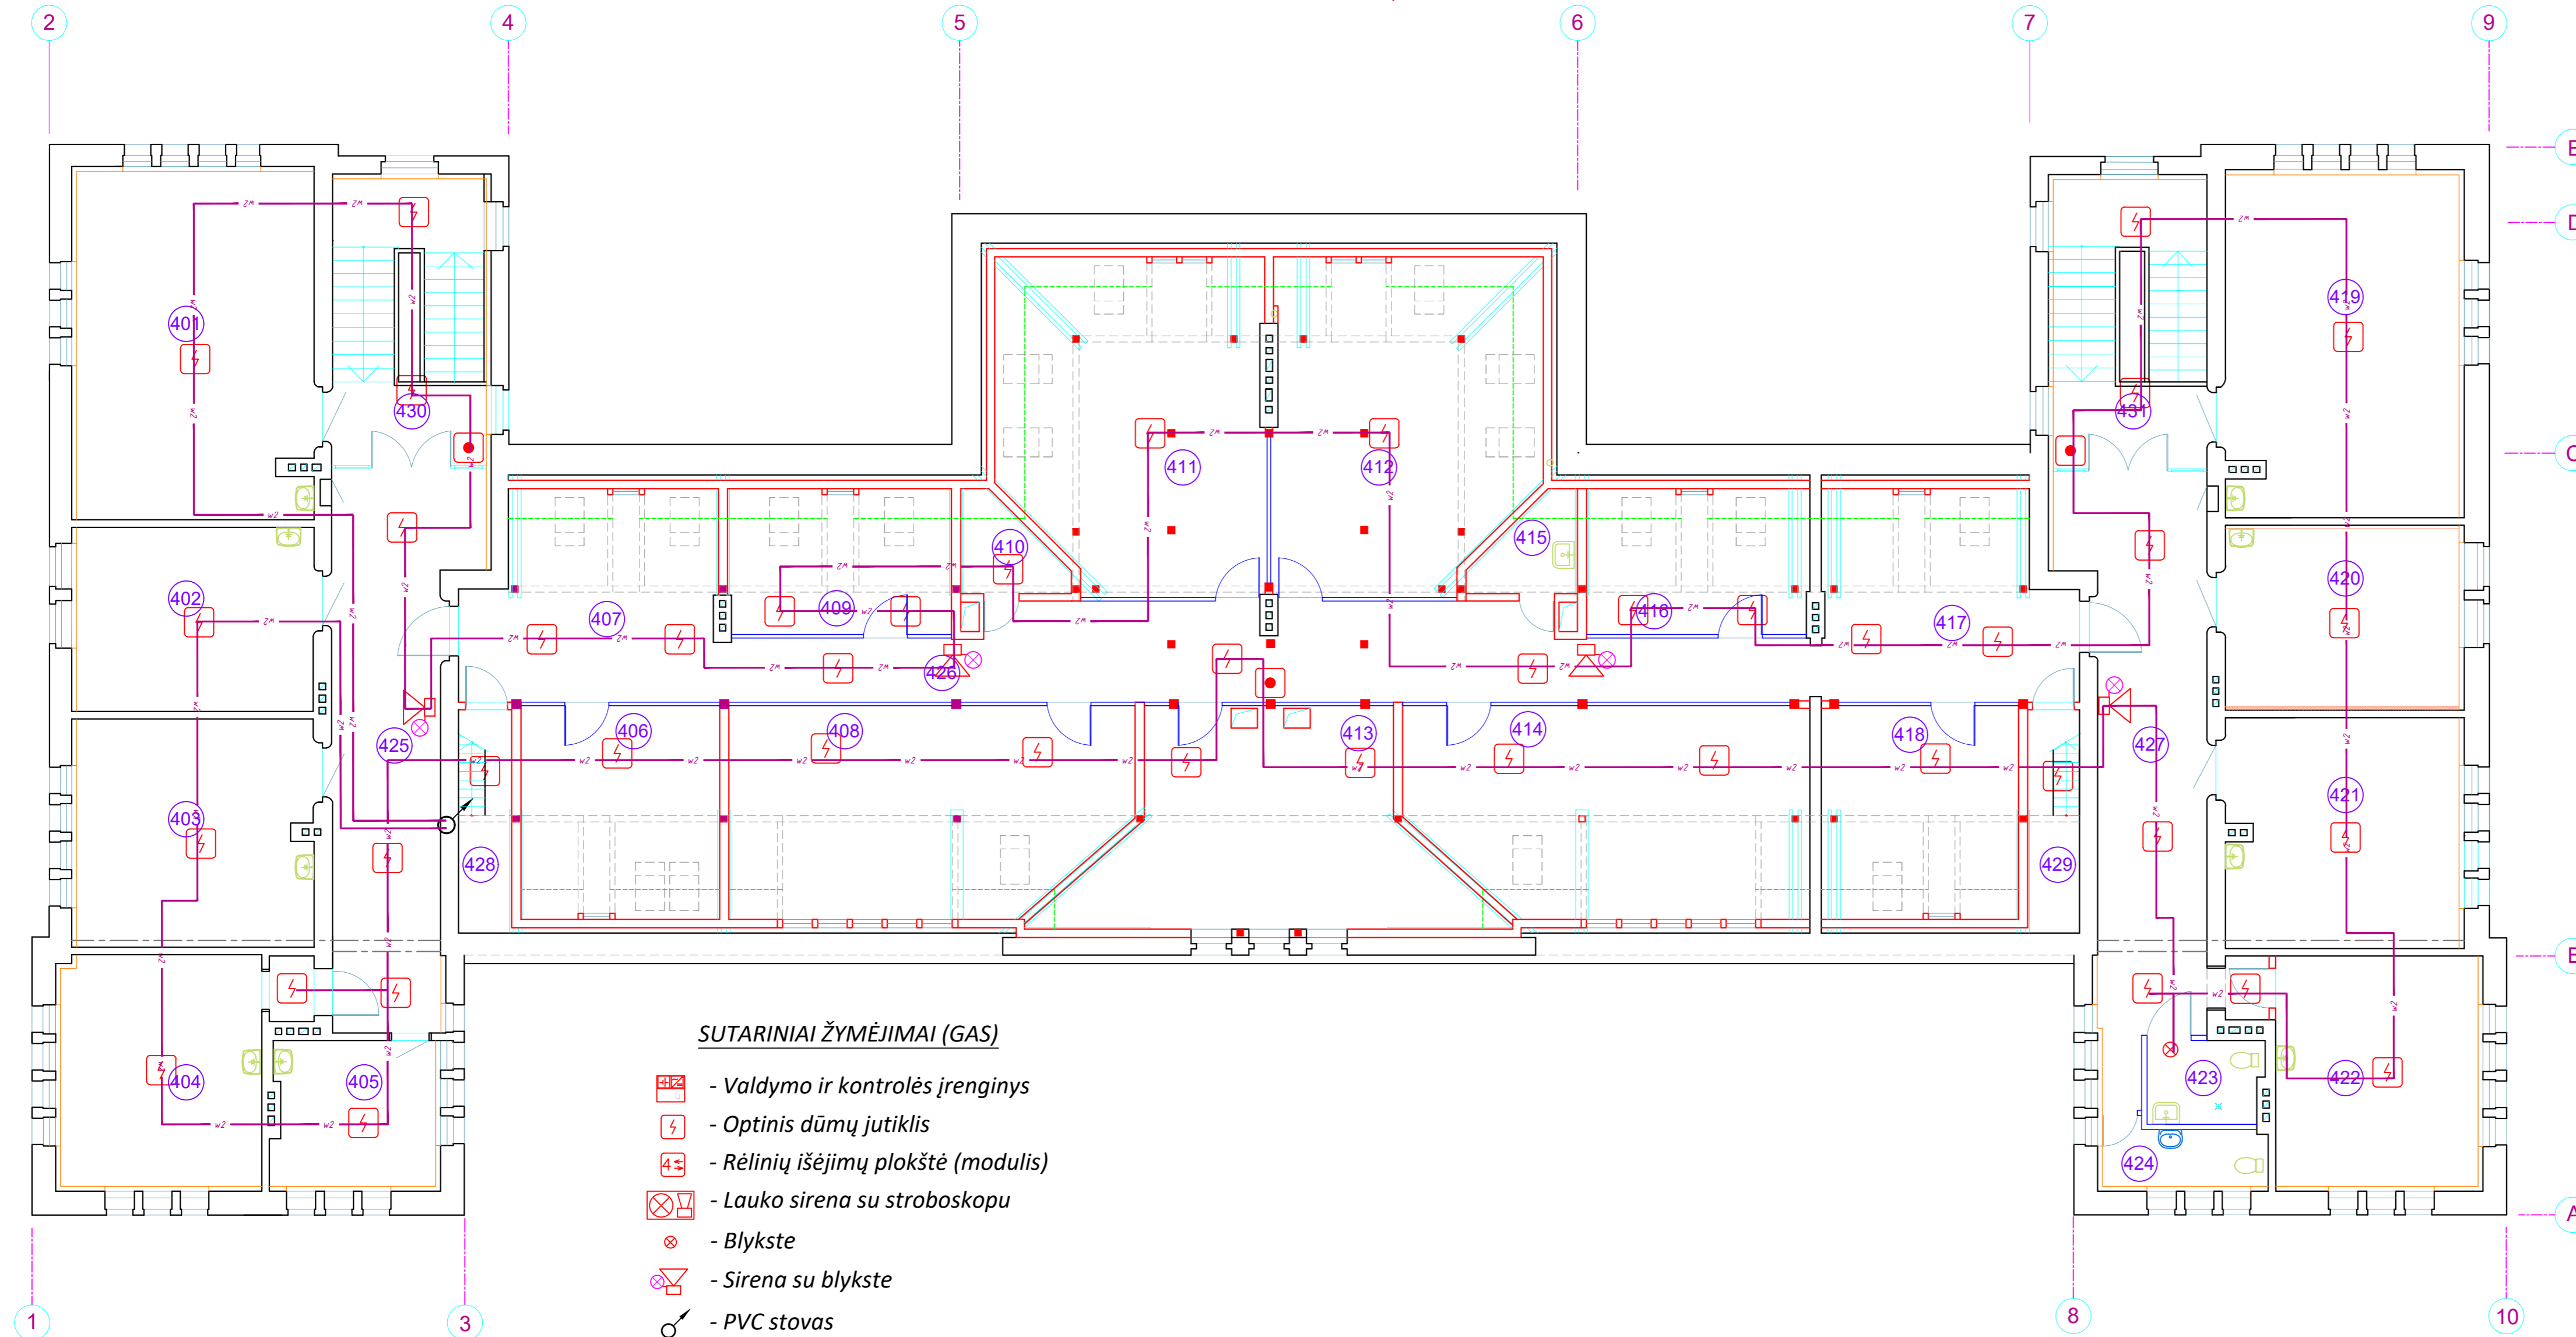 2 4 5 6 7 9
E
D
401 419
430 431
411 412
C
410 415
402 407 409 416 417 420
426
425 406 408 413 414 418 427
403 421
428 429
B
404 405 423 422
424
A
SUTARINIAI ŽYMĖJIMAI (GAS)
- Valdymo ir kontrolės įrenginys
- Optinis dūmų jutiklis
- Rėlinių išėjimų plokštė (modulis)
- Lauko sirena su stroboskopu
- Blykste
- Sirena su blykste
- PVC stovas
1 3 8 10